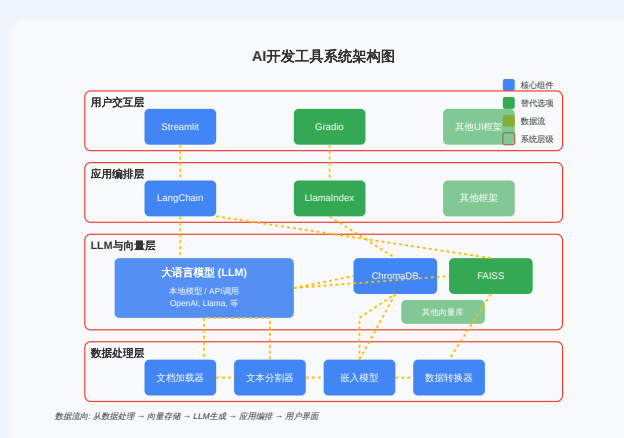 AI开发工具系统架构图
核心组件
替代选项
数据流
系统层级
用户交互层
Streamlit
Gradio
其他UI框架
应用编排层
LangChain
LlamaIndex
其他框架
LLM与向量层
大语言模型 (LLM)
本地模型 / API调用
OpenAI, Llama, 等
ChromaDB
FAISS
其他向量库
数据处理层
文档加载器
文本分割器
嵌入模型
数据转换器
数据流向: 从数据处理 → 向量存储 → LLM生成 → 应用编排 → 用户界面